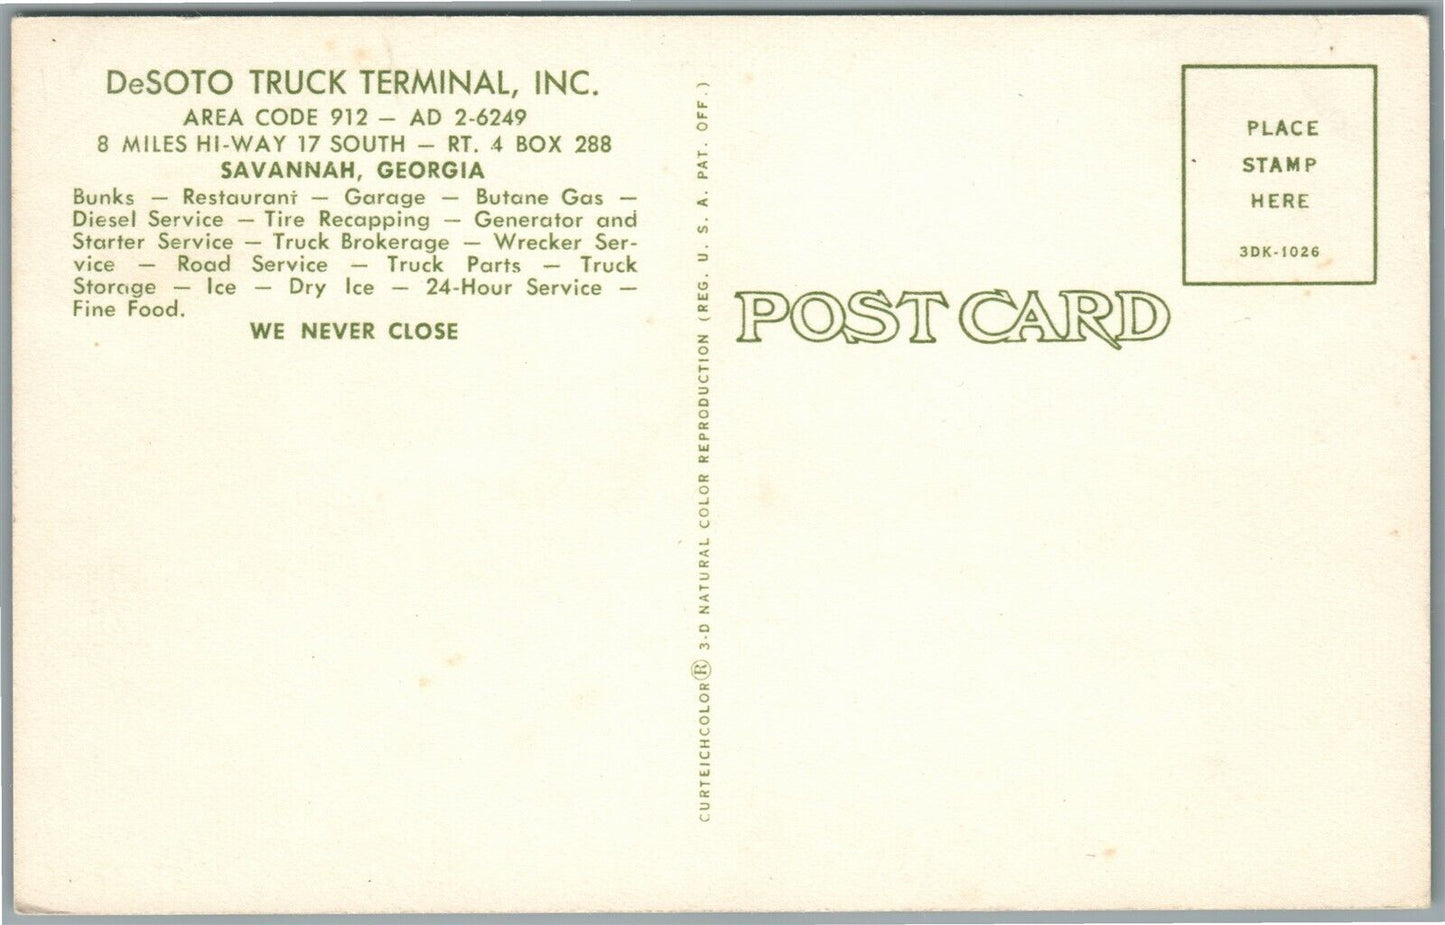 DeSOTO TRUCK TERMINAL, INC.
AREA CODE 912 — AD 2-6249
8 MILES HI-WAY 17 SOUTH — RT. 4 BOX 288
SAVANNAH, GEORGIA
Bunks — Restaurant — Garage — Butane Gas —
Diesel Service — Tire Recapping — Generator and
Starter Service — Truck Brokerage — Wrecker Ser-
vice — Road Service — Truck Parts — Truck
Storage — Ice — Dry Ice — 24-Hour Service —
Fine Food.
WE NEVER CLOSE
CURTEICHCOLOR® 3-D NATURAL COLOR REPRODUCTION (REG. U. S. A. PAT. OFF.)
POST CARD
PLACE
STAMP
HERE
3DK-1026